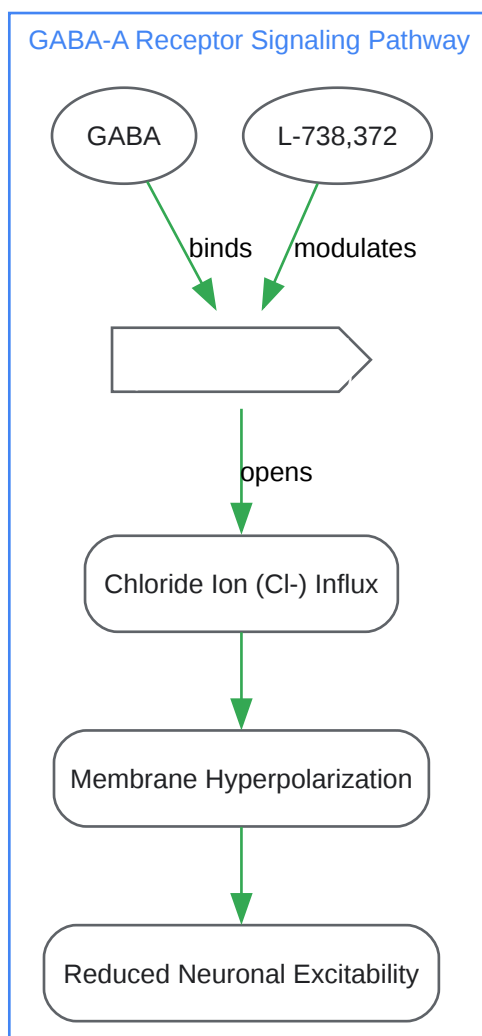 GABA-A Receptor Signaling Pathway
GABA
L-738,372
binds
modulates
opens
Chloride Ion (Cl-) Influx
Membrane Hyperpolarization
Reduced Neuronal Excitability